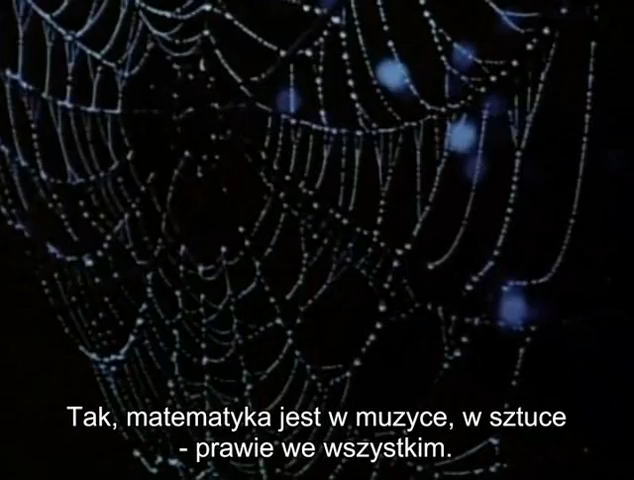 Tak, matematyka jest w muzyce, w sztuce
- prawie we wszystkim.